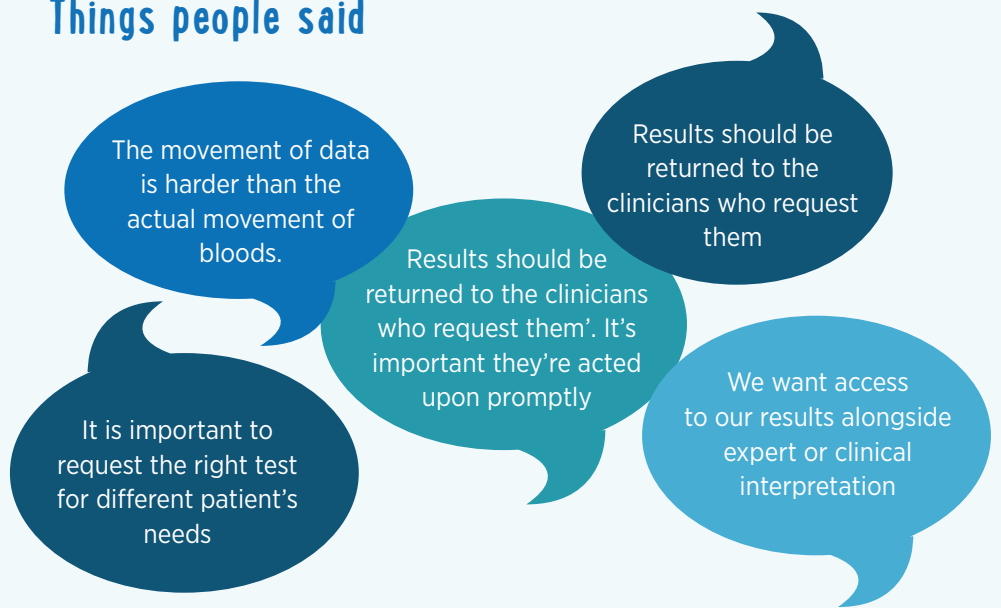 Things people said
The movement of data
is harder than the
actual movement of
bloods.
Results should be
returned to the
clinicians who request
them
Results should be
returned to the clinicians
who request them’. It’s
important they’re acted
upon promptly
It is important to
request the right test
for different patient’s
needs
We want access
to our results alongside
expert or clinical
interpretation